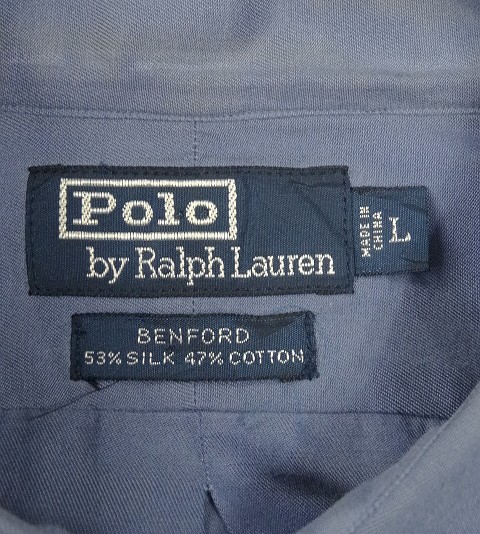 Polo
by Ralph Lauren
MADE IN
CHINA
L
BENFORD
53% SILK 47% COTTON